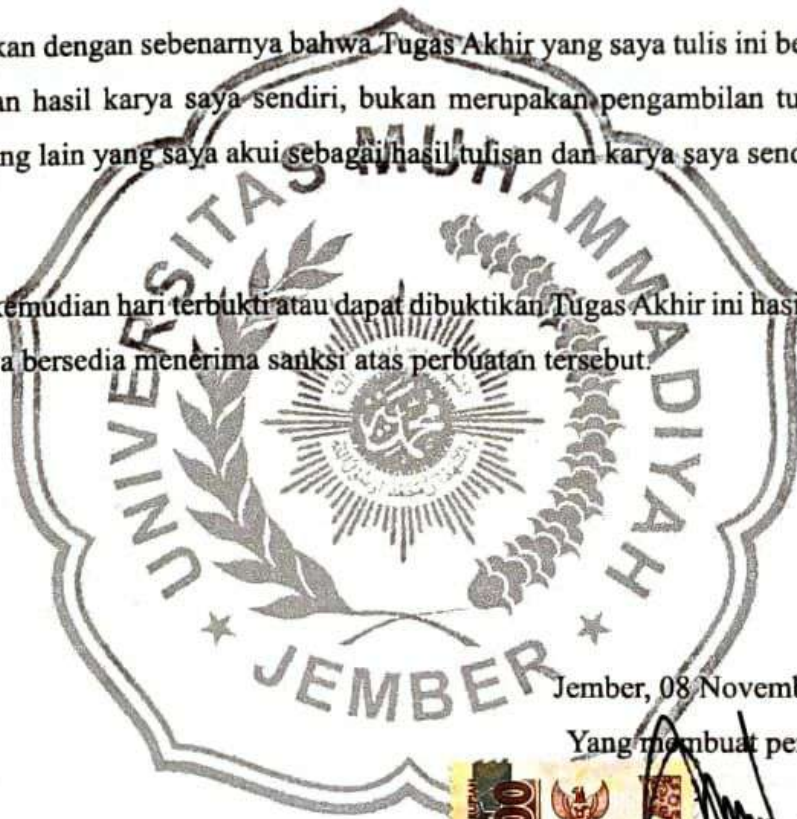 kan dengan sebenarnya bahwa Tugas Akhir yang saya tulis ini be
an hasil karya saya sendiri, bukan merupakan pengambilan tu
ng lain yang saya akui sebagai hasil tulisan dan karya saya send
kemudian hari terbukti atau dapat dibuktikan Tugas Akhir ini hasi
a bersedia menerima sanksi atas perbuatan tersebut.
UNIVERSITAS MUHAMMADIYAH
JEMBER
Jember, 08 Novemb
Yang membuat per